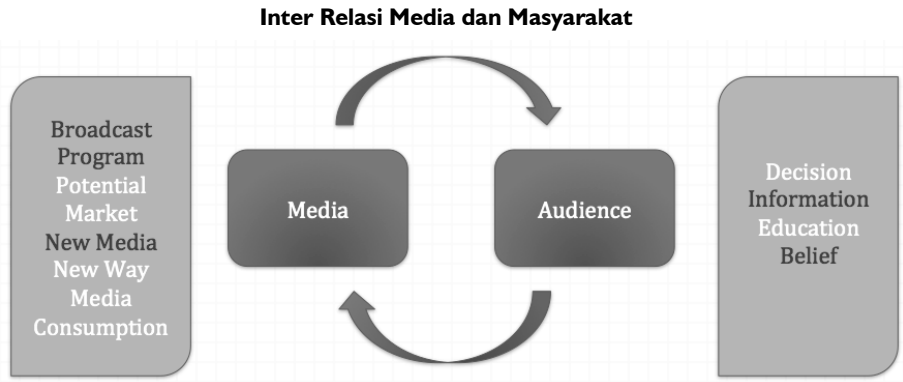 Inter Relasi Media dan Masyarakat
Broadcast
Program
Potential
Market
New Media
New Way
Media
Consumption
Media
Audience
Decision
Information
Education
Belief